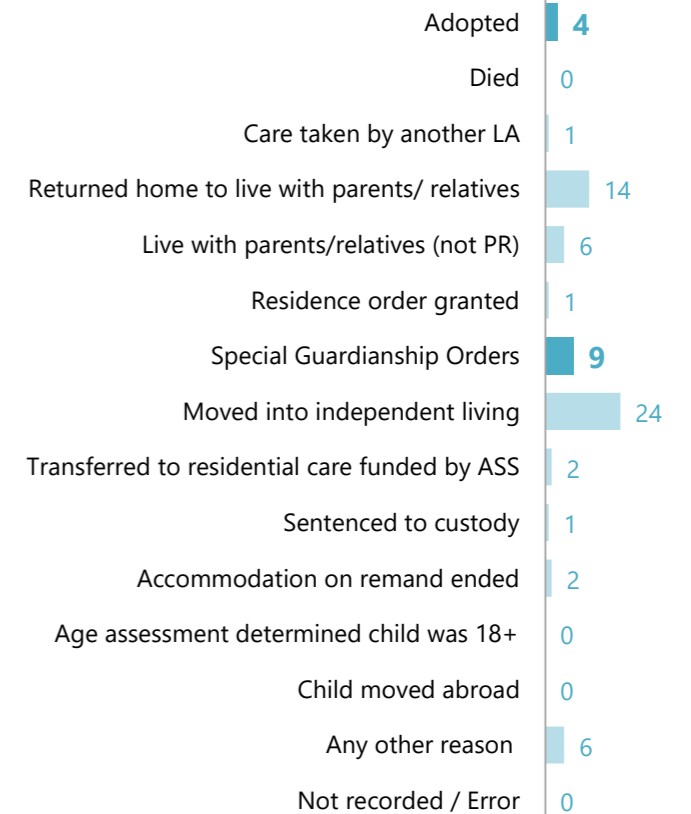 Adopted 4
Died 0
Care taken by another LA 1
Returned home to live with parents/ relatives 14
Live with parents/relatives (not PR) 6
Residence order granted 1
Special Guardianship Orders 9
Moved into independent living 24
Transferred to residential care funded by ASS 2
Sentenced to custody 1
Accommodation on remand ended 2
Age assessment determined child was 18+ 0
Child moved abroad 0
Any other reason 6
Not recorded / Error 0